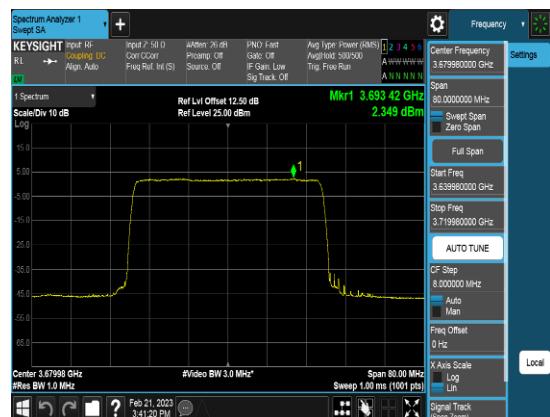 Spectrum Analyzer 1
Swept SA
+
Frequency
KEYSIGHT
RL
Input: RF
Coupling: DC
Align: Auto
Input Z: 50 Ω
Corr CCorr
Freq Ref: Int (S)
#Atten: 26 dB
Preamp: Off
Source: Off
PNO: Fast
Gate: Off
IF Gain: Low
Sig Track: Off
Avg Type: Power (RMS)
Avg|Hold: 500/500
Trig: Free Run
1 2 3 4 5 6
A W W W W W
A N N N N N
Center Frequency
3.679980000 GHz
Settings
Span
80.0000000 MHz
Swept Span
Zero Span
Full Span
Start Freq
3.639980000 GHz
Stop Freq
3.719980000 GHz
AUTO TUNE
CF Step
8.000000 MHz
Auto
Man
Freq Offset
0 Hz
X Axis Scale
Log
Lin
Signal Track
Local
1 Spectrum
Scale/Div 10 dB
Log
Ref Lvl Offset 12.50 dB
Ref Level 25.00 dBm
Mkr1 3.693 42 GHz
2.349 dBm
15.0
5.00
-5.00
-15.0
-25.0
-35.0
-45.0
-55.0
-65.0
1
Center 3.67998 GHz
#Res BW 1.0 MHz
#Video BW 3.0 MHz*
Span 80.00 MHz
Sweep 1.00 ms (1001 pts)
?
Feb 21, 2023
3:41:20 PM